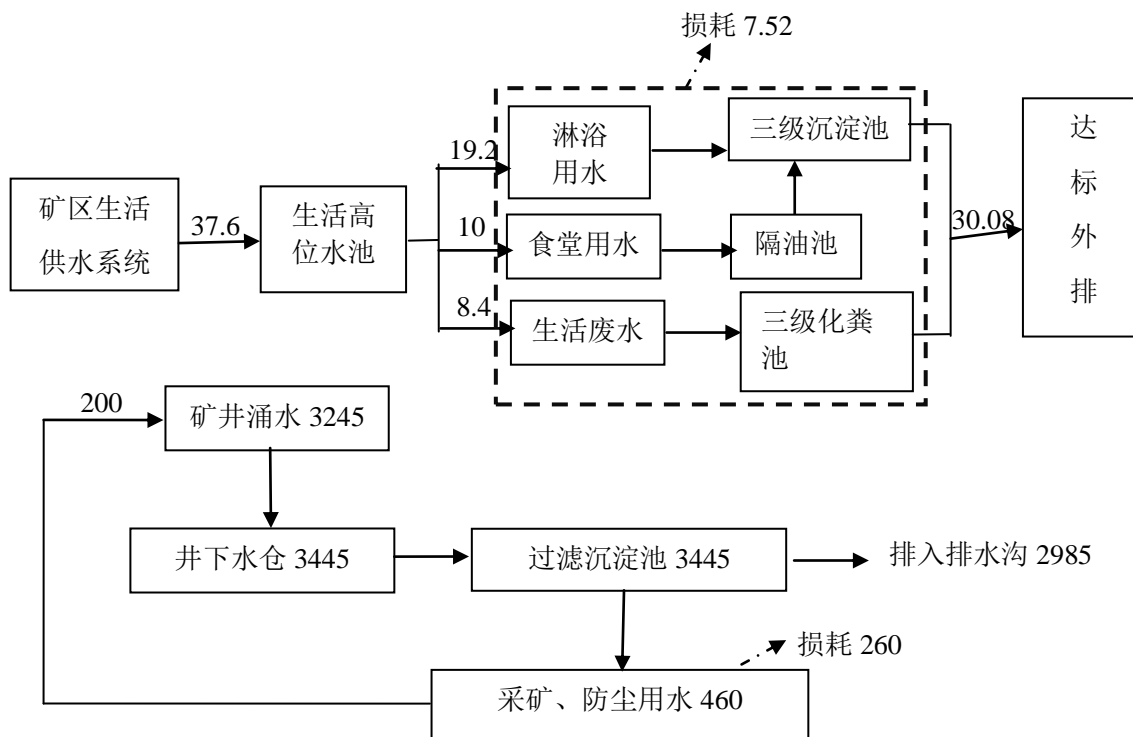 损耗 7.52
淋浴
用水
三级沉淀池
达
标
外
排
19.2
矿区生活
供水系统
37.6
生活高
位水池
10
食堂用水
隔油池
30.08
8.4
生活废水
三级化粪
池
200
矿井涌水 3245
井下水仓 3445
过滤沉淀池 3445
排入排水沟 2985
损耗 260
采矿、防尘用水 460